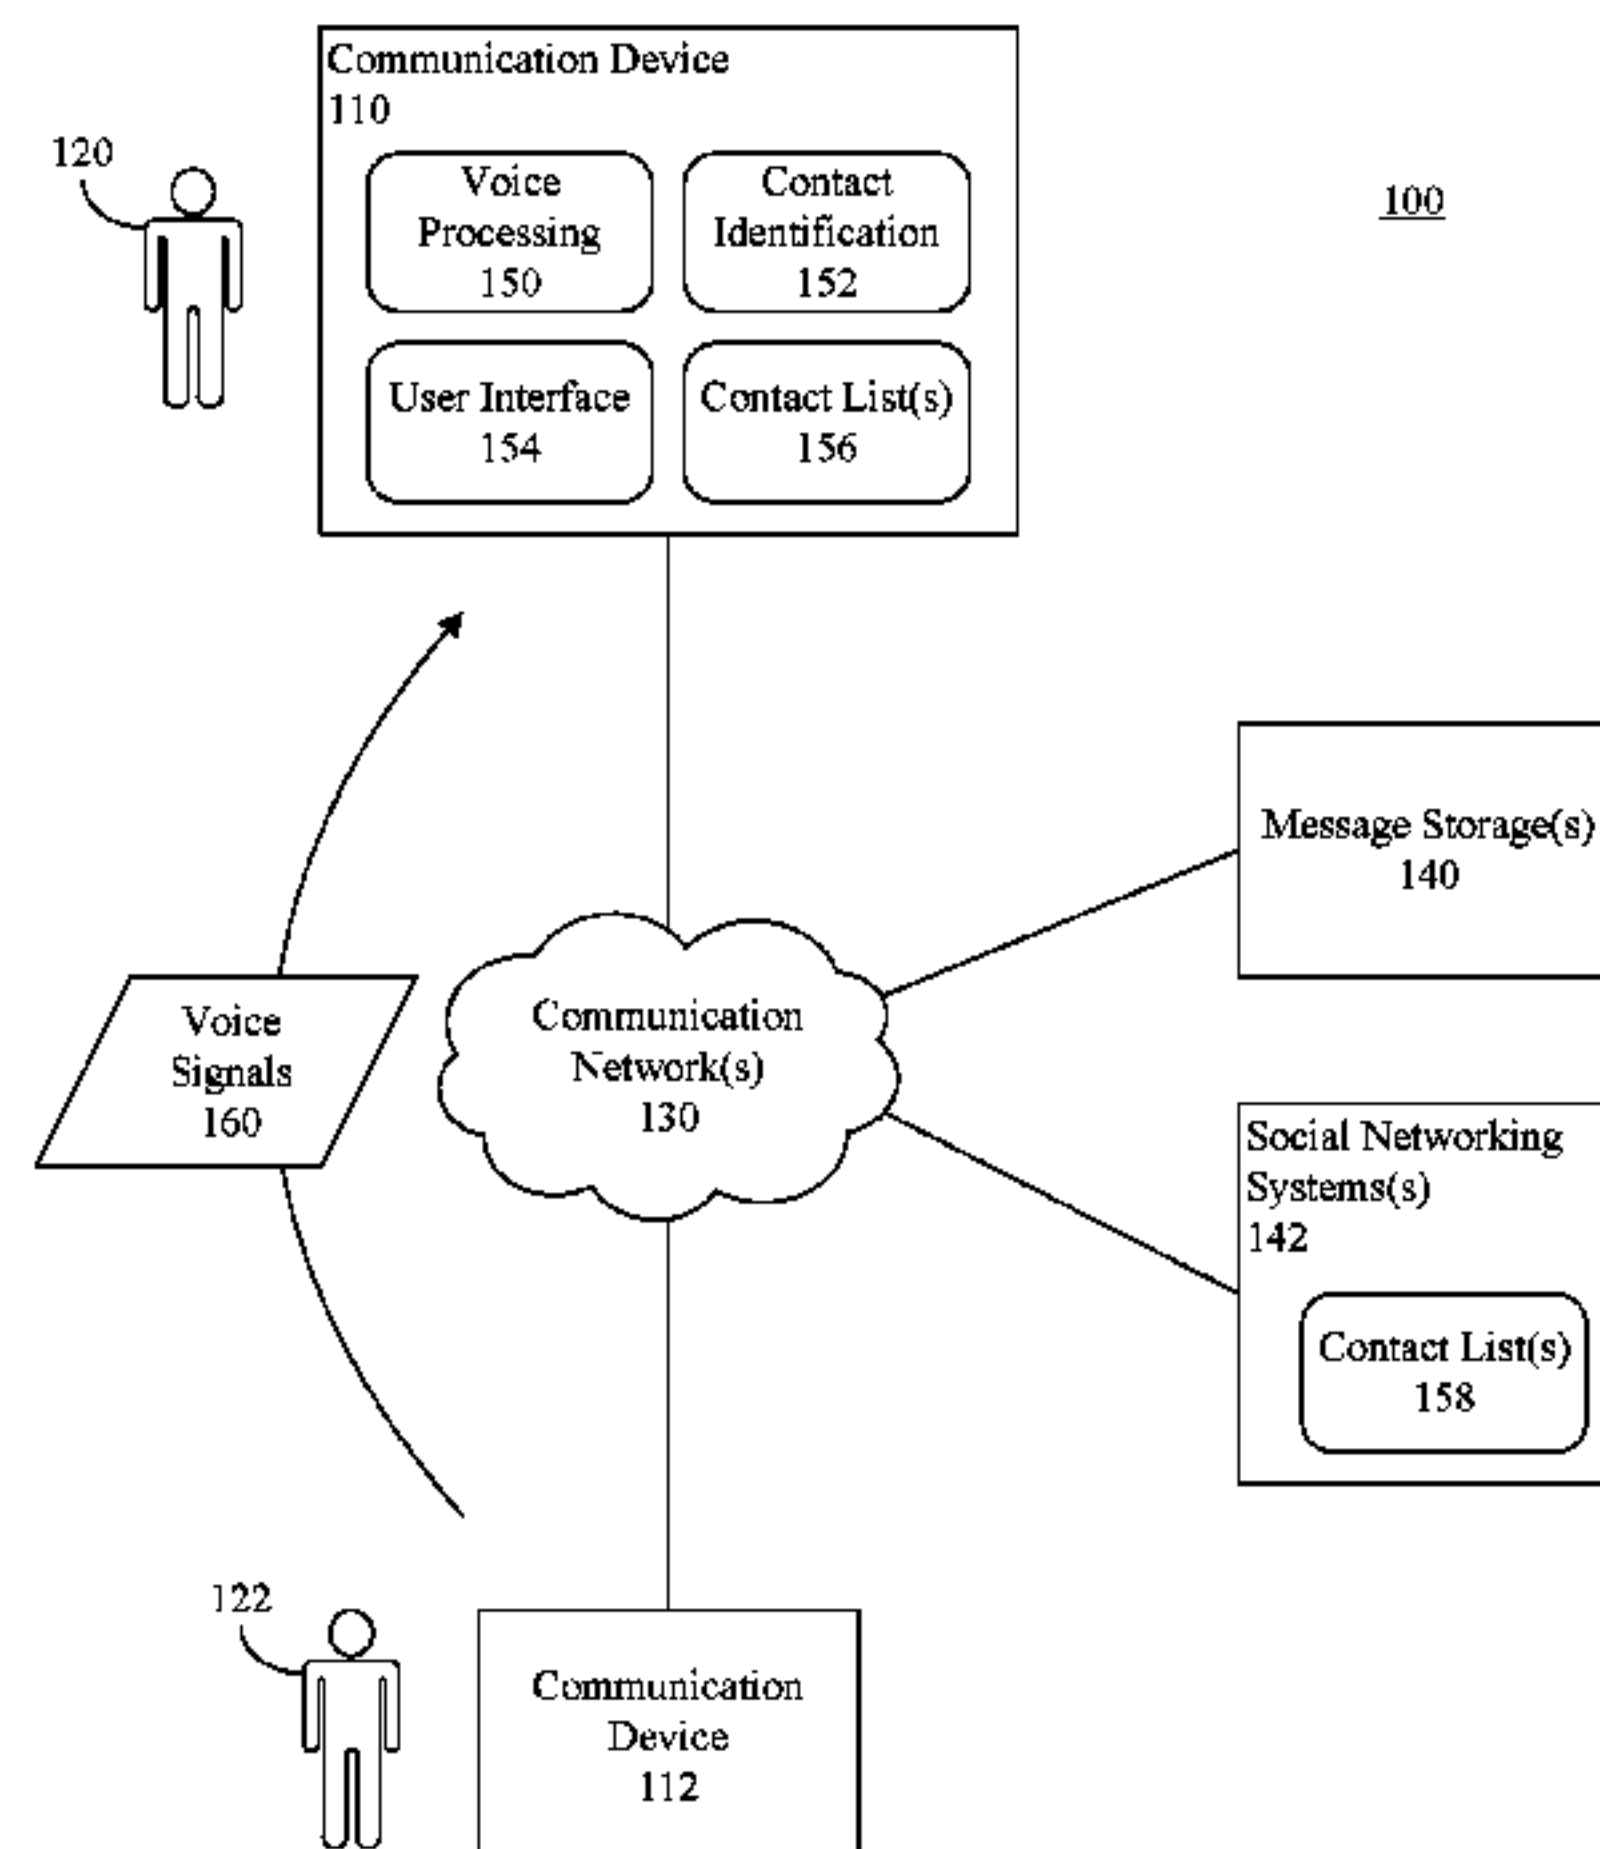 Communication Device
110
120
Voice
Processing
150
Contact
Identification
152
100
User Interface
154
Contact List(s)
156
Message Storage(s)
140
Voice
Signals
160
Communication
Network(s)
130
Social Networking
Systems(s)
142
Contact List(s)
158
122
Communication
Device
112